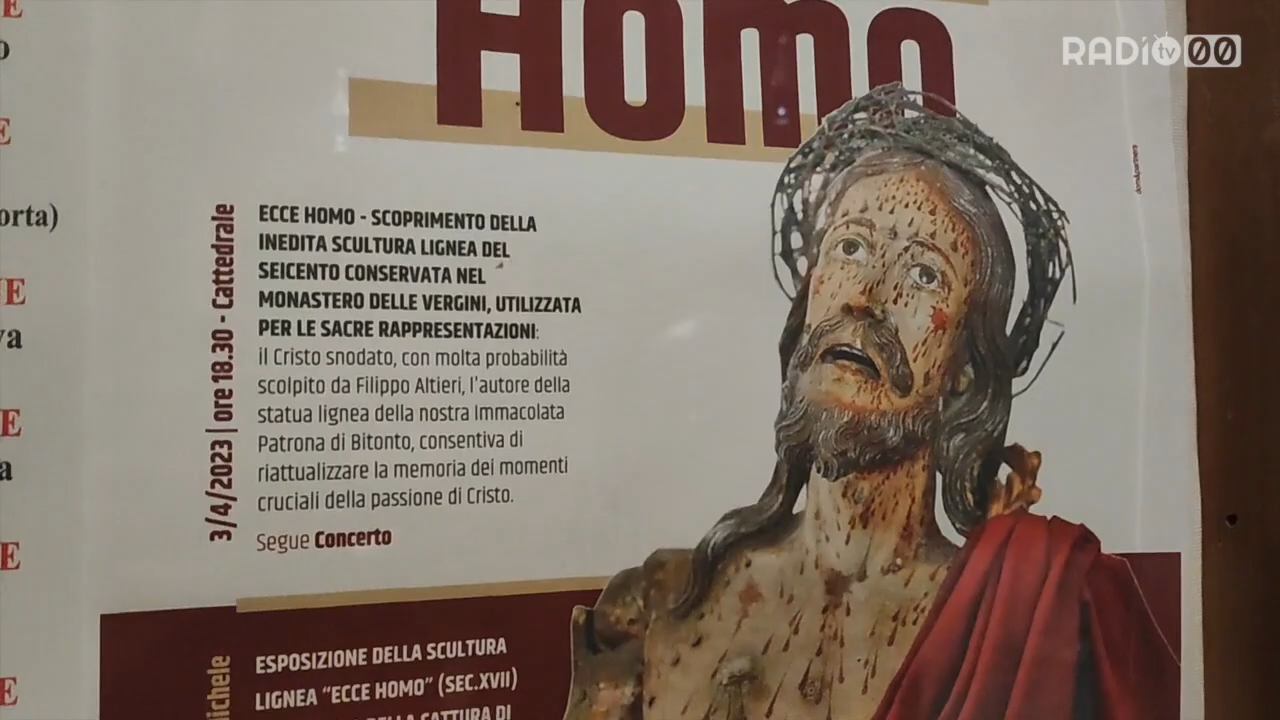 Homo
RADIO tv 00
3/4/2023 | ore 18.30 - Cattedrale
ECCE HOMO - SCOPRIMENTO DELLA
INEDITA SCULTURA LIGNEA DEL
SEICENTO CONSERVATA NEL
MONASTERO DELLE VERGINI, UTILIZZATA
PER LE SACRE RAPPRESENTAZIONI:
il Cristo snodato, con molta probabilità
scolpito da Filippo Altieri, l'autore della
statua lignea della nostra Immacolata
Patrona di Bitonto, consentiva di
riattualizzare la memoria dei momenti
cruciali della passione di Cristo.
Segue Concerto
ESPOSIZIONE DELLA SCULTURA
LIGNEA “ECCE HOMO” (SEC.XVII)
DELLA CATTURA DI